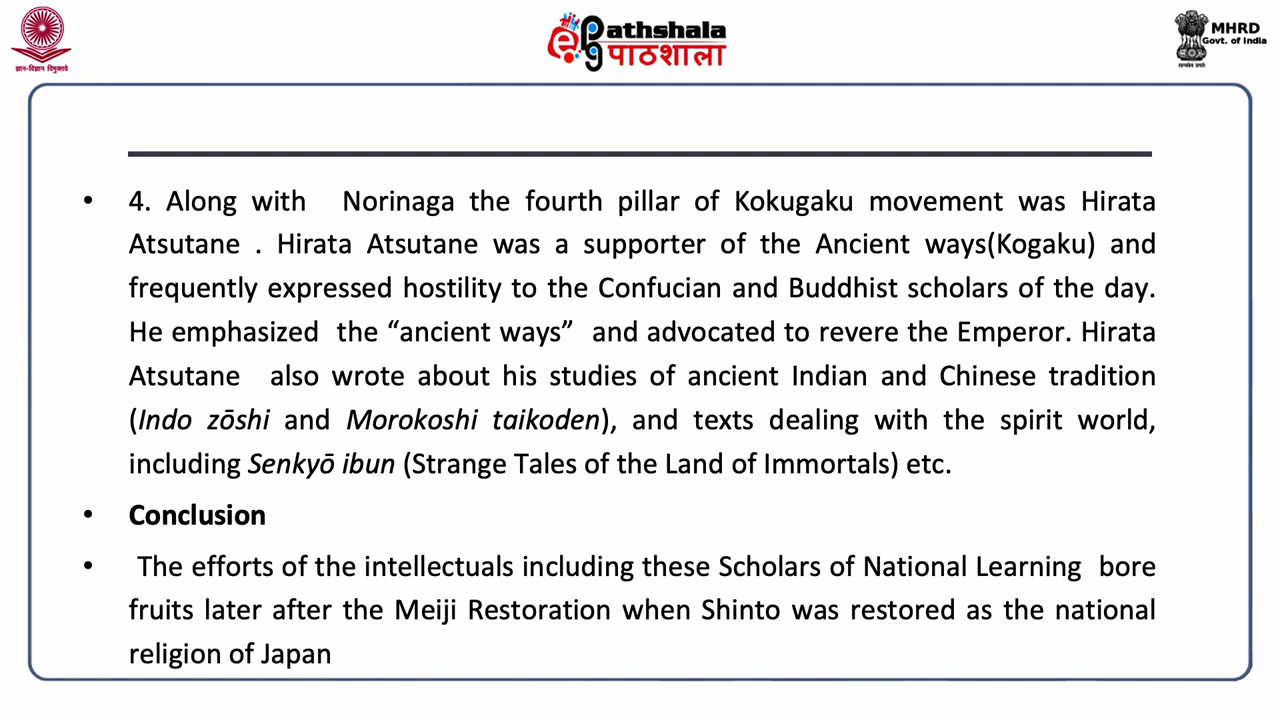 ज्ञान-विज्ञान विमुक्तये
ePG
athshala
पाठशाला
MHRD
Govt. of India
सत्यमेव जयते
• 4. Along with Norinaga the fourth pillar of Kokugaku movement was Hirata
Atsutane . Hirata Atsutane was a supporter of the Ancient ways(Kogaku) and
frequently expressed hostility to the Confucian and Buddhist scholars of the day.
He emphasized the “ancient ways” and advocated to revere the Emperor. Hirata
Atsutane also wrote about his studies of ancient Indian and Chinese tradition
(Indo zōshi and Morokoshi taikoden), and texts dealing with the spirit world,
including Senkyō ibun (Strange Tales of the Land of Immortals) etc.
• Conclusion
• The efforts of the intellectuals including these Scholars of National Learning bore
fruits later after the Meiji Restoration when Shinto was restored as the national
religion of Japan